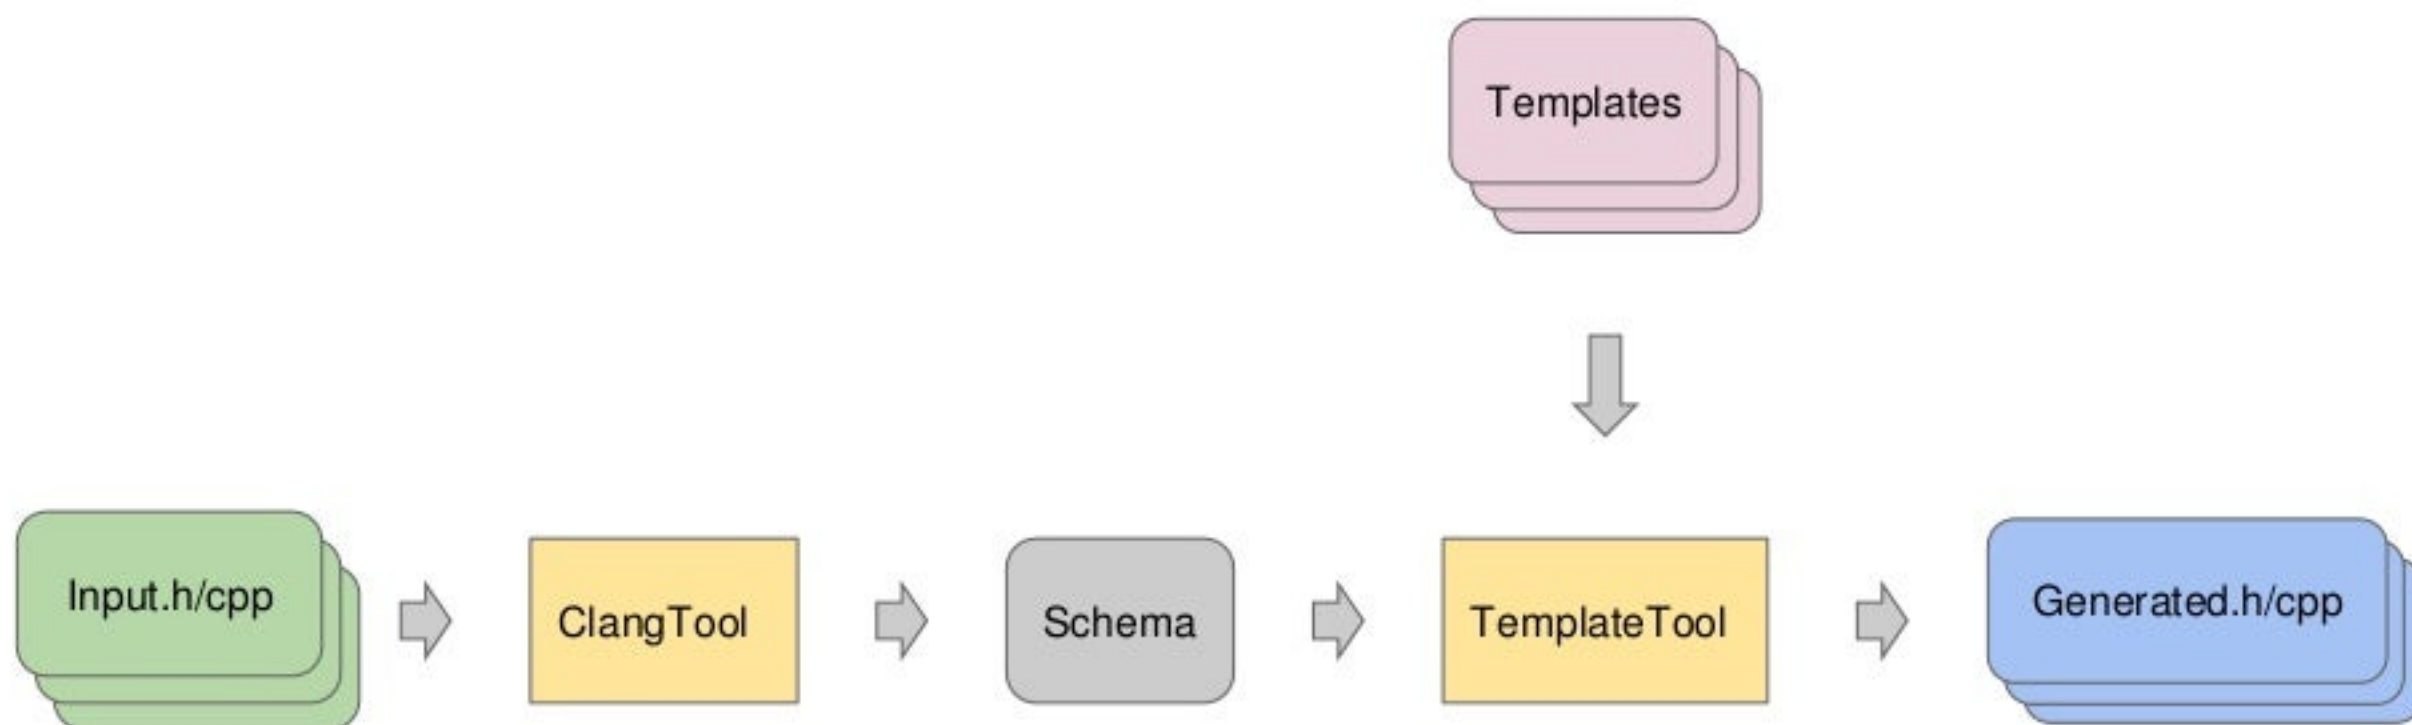 Templates
Input.h/cpp
ClangTool
Schema
TemplateTool
Generated.h/cpp